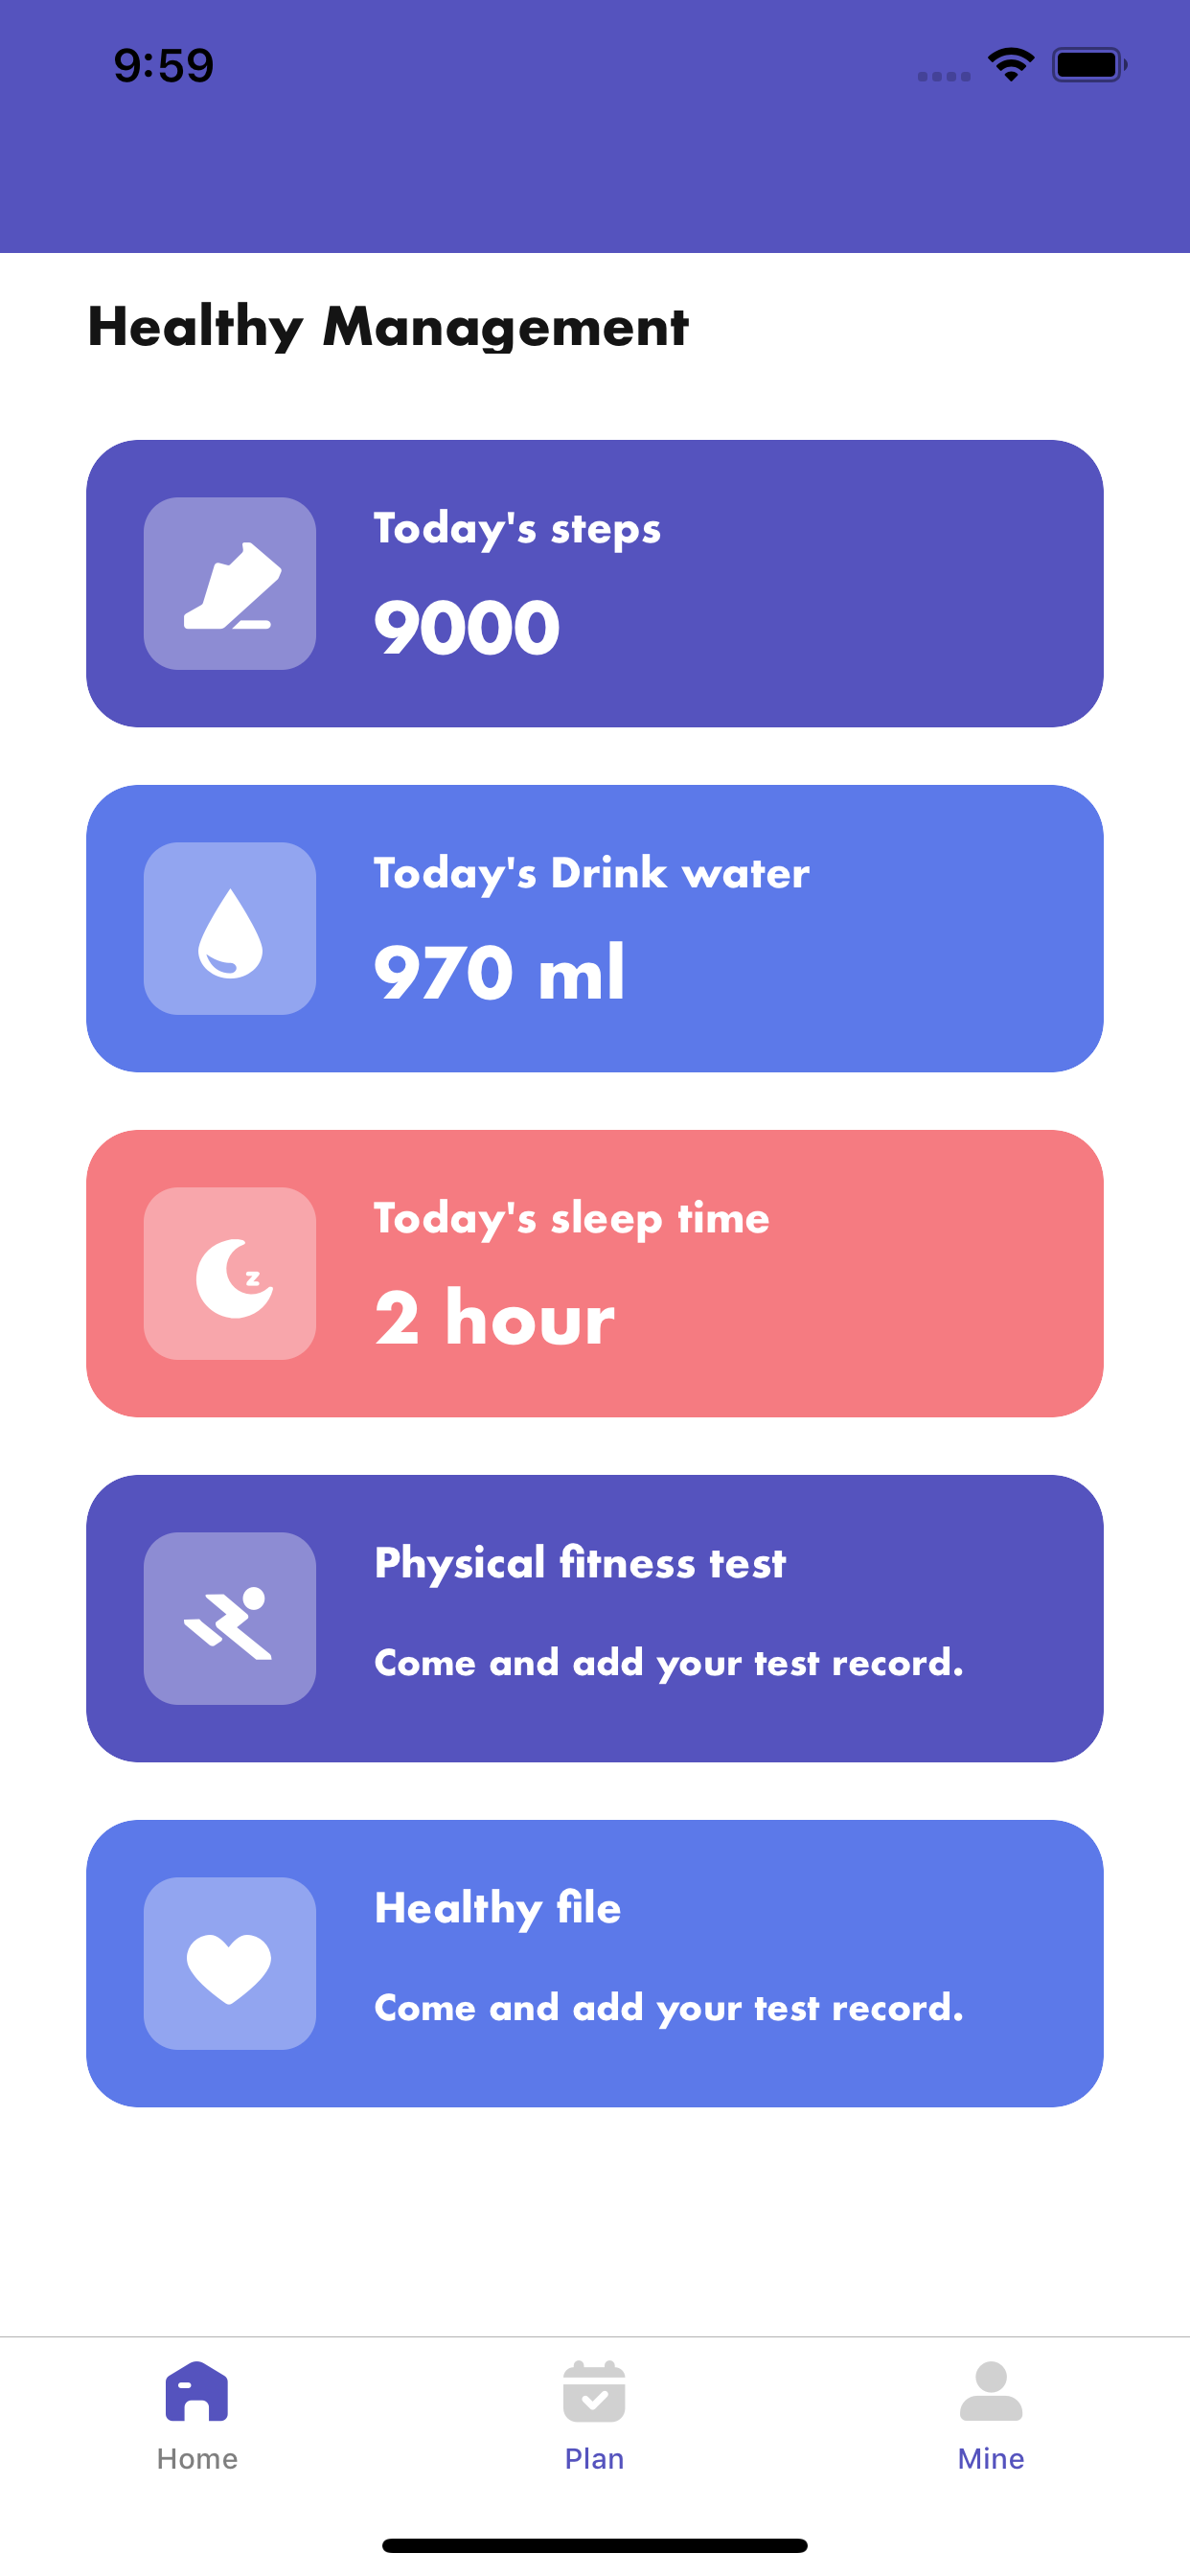 9:59
Healthy Management
Today's steps
9000
Today's Drink water
970 ml
Today's sleep time
z
2 hour
Physical fitness test
Come and add your test record.
Healthy file
Come and add your test record.
Home
Plan
Mine